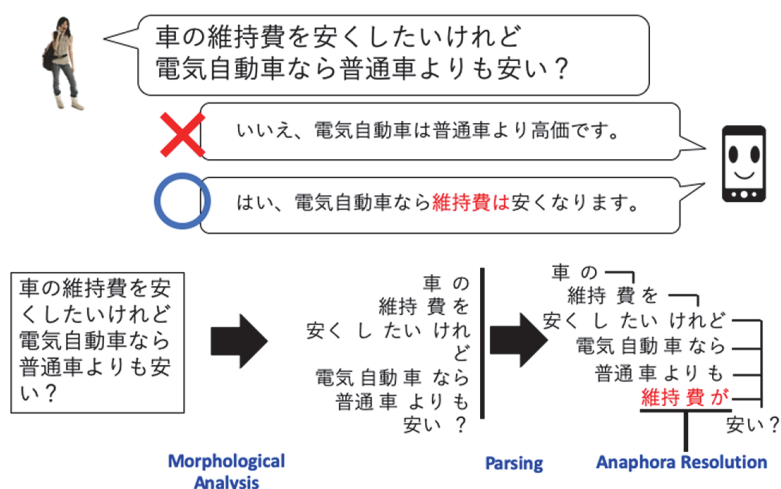 車の維持費を安くしたいけれど
電気自動車なら普通車よりも安い？
いいえ、電気自動車は普通車より高価です。
はい、電気自動車なら維持費は安くなります。
車の維持費を安
くしたいけれど
電気自動車なら
普通車よりも安
い？
車 の
維持 費 を
安く し たい けれ
ど
電気 自動 車 なら
普通 車 より も
安い ？
車 の
維持 費 を
安く し たい けれど
電気 自動 車 なら
普通 車 より も
維持 費 が
安い？
Morphological
Analysis
Parsing
Anaphora Resolution